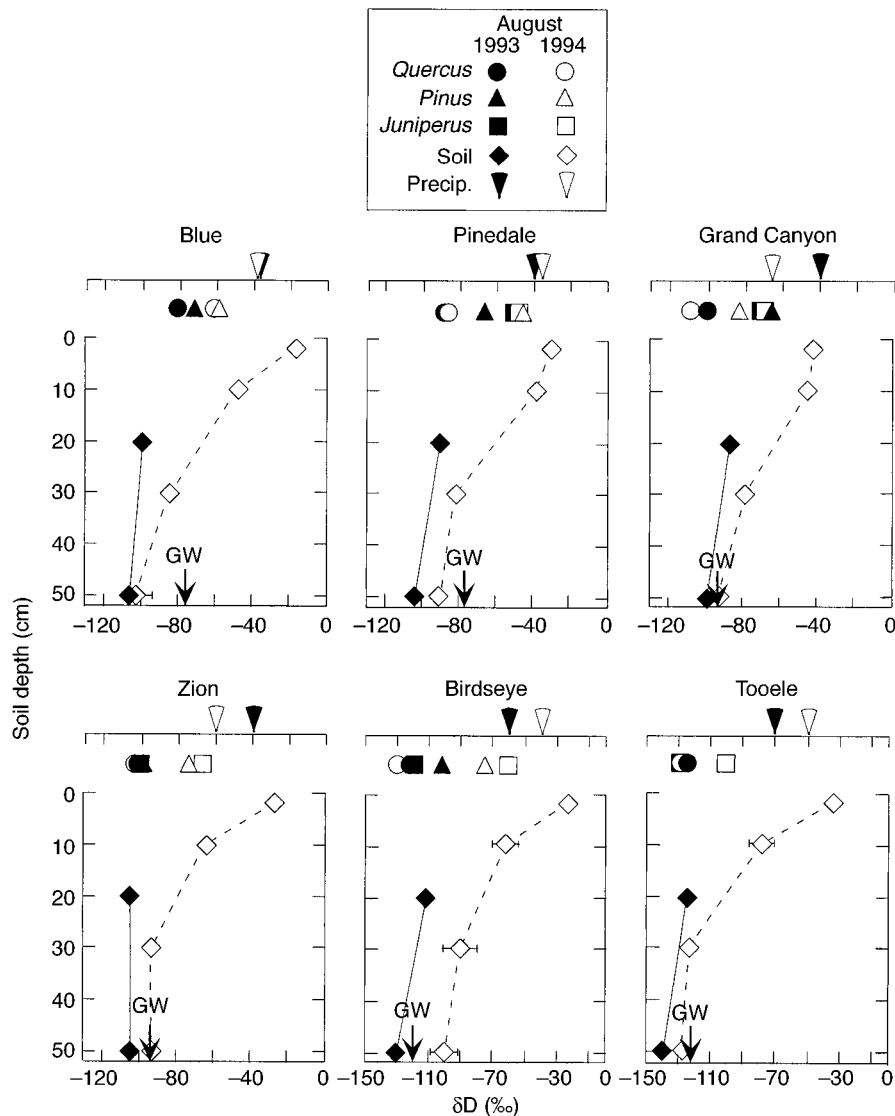 August
1993 1994
Quercus
Pinus
Juniperus
Soil
Precip.
Blue Pinedale Grand Canyon
0
10
20
30
40
50
GW GW GW
−120 −80 −40 0 −120 −80 −40 0 −120 −80 −40 0
Soil depth (cm)
Zion Birdseye Tooele
0
10
20
30
40
50
GW GW GW
−120 −80 −40 0 −150 −110 −70 −30 0 −150 −110 −70 −30 0
δD (‰)